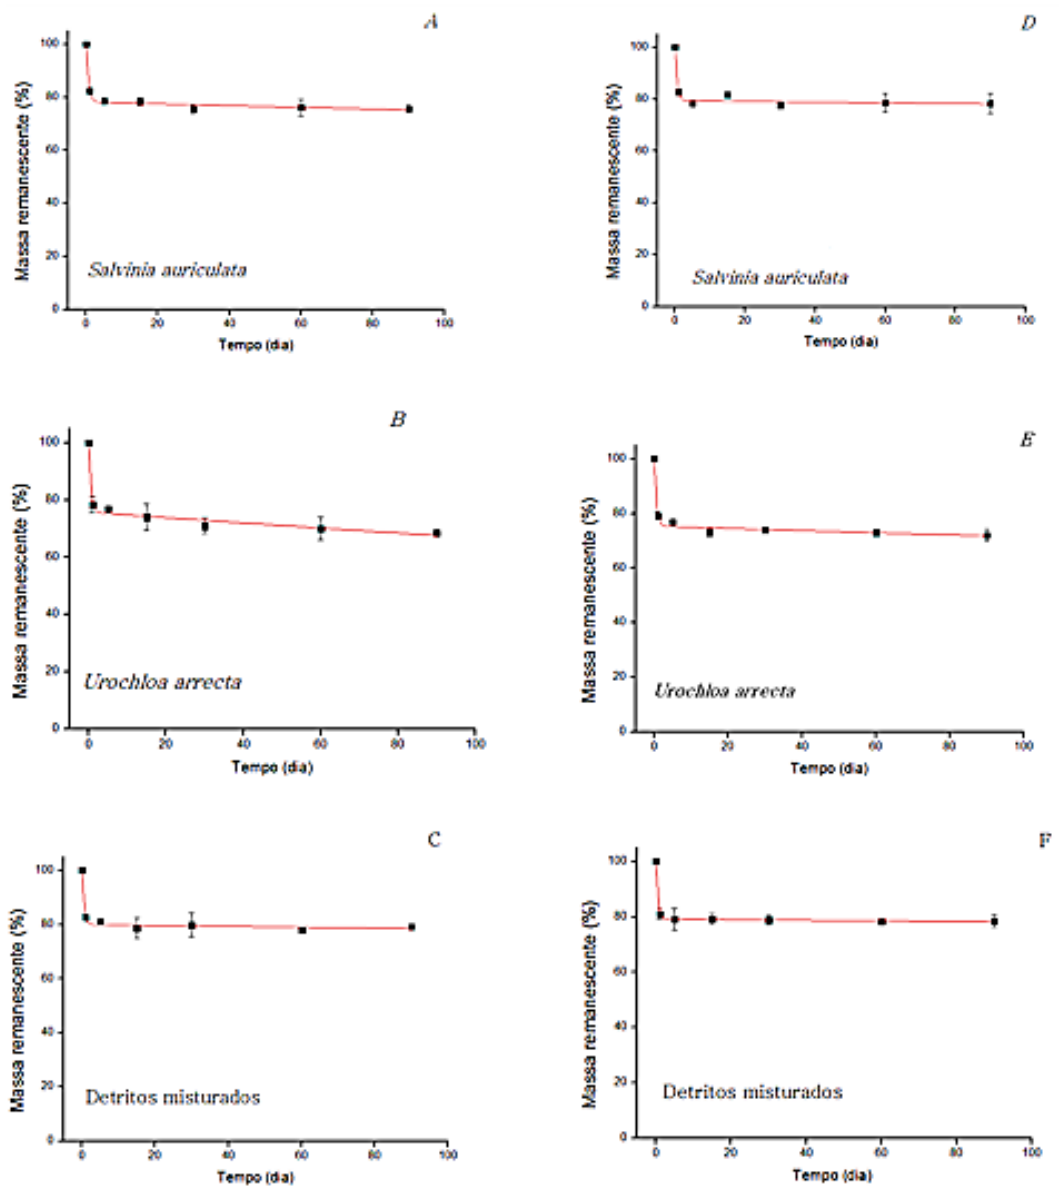 A
Massa remanescente (%)
100
80
60
40
20
0
Salvinia auriculata
0 20 40 60 80 100
Tempo (dia)
D
Massa remanescente (%)
100
80
60
40
20
0
Salvinia auriculata
0 20 40 60 80 100
Tempo (dia)
B
Massa remanescente (%)
100
80
60
40
20
0
Urochloa arrecta
0 20 40 60 80 100
Tempo (dia)
E
Massa remanescente (%)
100
80
60
40
20
0
Urochloa arrecta
0 20 40 60 80 100
Tempo (dia)
C
Massa remanescente (%)
100
80
60
40
20
0
Detritos misturados
0 20 40 60 80 100
Tempo (dia)
F
Massa remanescente (%)
100
80
60
40
20
0
Detritos misturados
0 20 40 60 80 100
Tempo (dia)